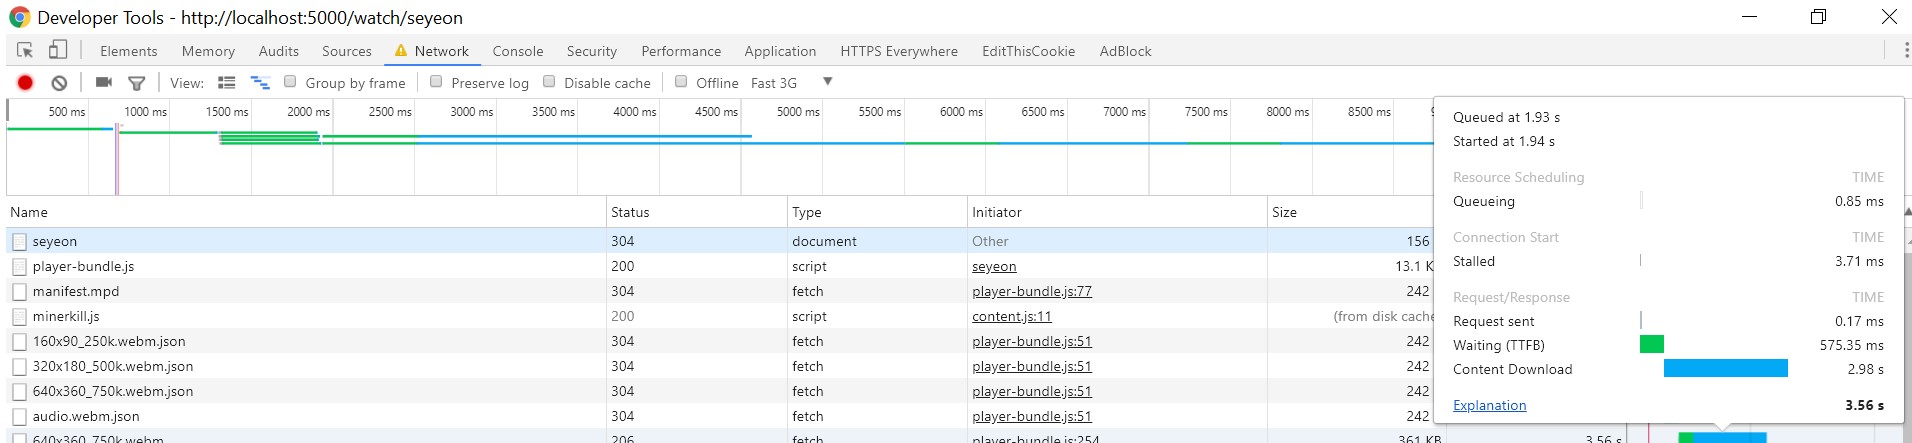 Developer Tools - http://localhost:5000/watch/seyeon
Elements Memory Audits Sources Network Console Security Performance Application HTTPS Everywhere EditThisCookie AdBlock
View: Group by frame Preserve log Disable cache Offline Fast 3G
500 ms 1000 ms 1500 ms 2000 ms 2500 ms 3000 ms 3500 ms 4000 ms 4500 ms 5000 ms 5500 ms 6000 ms 6500 ms 7000 ms 7500 ms 8000 ms 8500 ms
Name Status Type Initiator Size
seyeon 304 document Other 156
player-bundle.js 200 script seyeon 13.1 K
manifest.mpd 304 fetch player-bundle.js:77 242
minerkill.js 200 script content.js:11 (from disk cache
160x90_250k.webm.json 304 fetch player-bundle.js:51 242
320x180_500k.webm.json 304 fetch player-bundle.js:51 242
640x360_750k.webm.json 304 fetch player-bundle.js:51 242
audio.webm.json 304 fetch player-bundle.js:51 242
640x360_750k.webm 206 fetch player-bundle.js:254 361 KB 3.56 s
Queued at 1.93 s
Started at 1.94 s
Resource Scheduling TIME
Queueing 0.85 ms
Connection Start TIME
Stalled 3.71 ms
Request/Response TIME
Request sent 0.17 ms
Waiting (TTFB) 575.35 ms
Content Download 2.98 s
Explanation 3.56 s